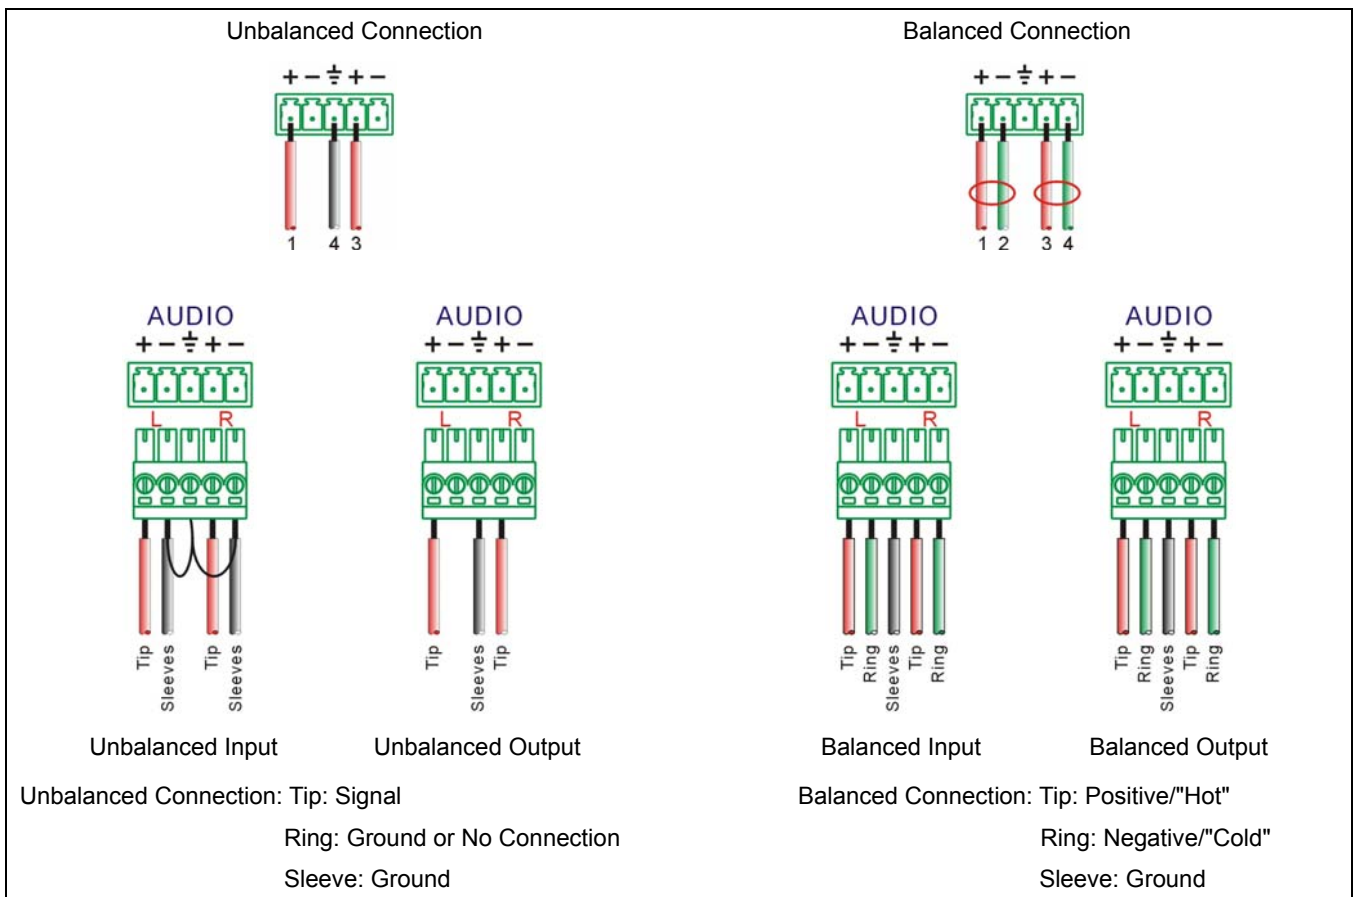 Unbalanced Connection
Balanced Connection
+ − ⏚ + −
+ − ⏚ + −
1 4 3
1 2 3 4
AUDIO
AUDIO
AUDIO
AUDIO
+ − ⏚ + −
+ − ⏚ + −
+ − ⏚ + −
+ − ⏚ + −
L R
L R
L R
L R
Tip
Sleeves
Tip
Sleeves
Tip
Sleeves
Tip
Tip
Ring
Sleeves
Tip
Ring
Tip
Ring
Sleeves
Tip
Ring
Unbalanced Input
Unbalanced Output
Balanced Input
Balanced Output
Unbalanced Connection: Tip: Signal
Ring: Ground or No Connection
Sleeve: Ground
Balanced Connection: Tip: Positive/"Hot"
Ring: Negative/"Cold"
Sleeve: Ground